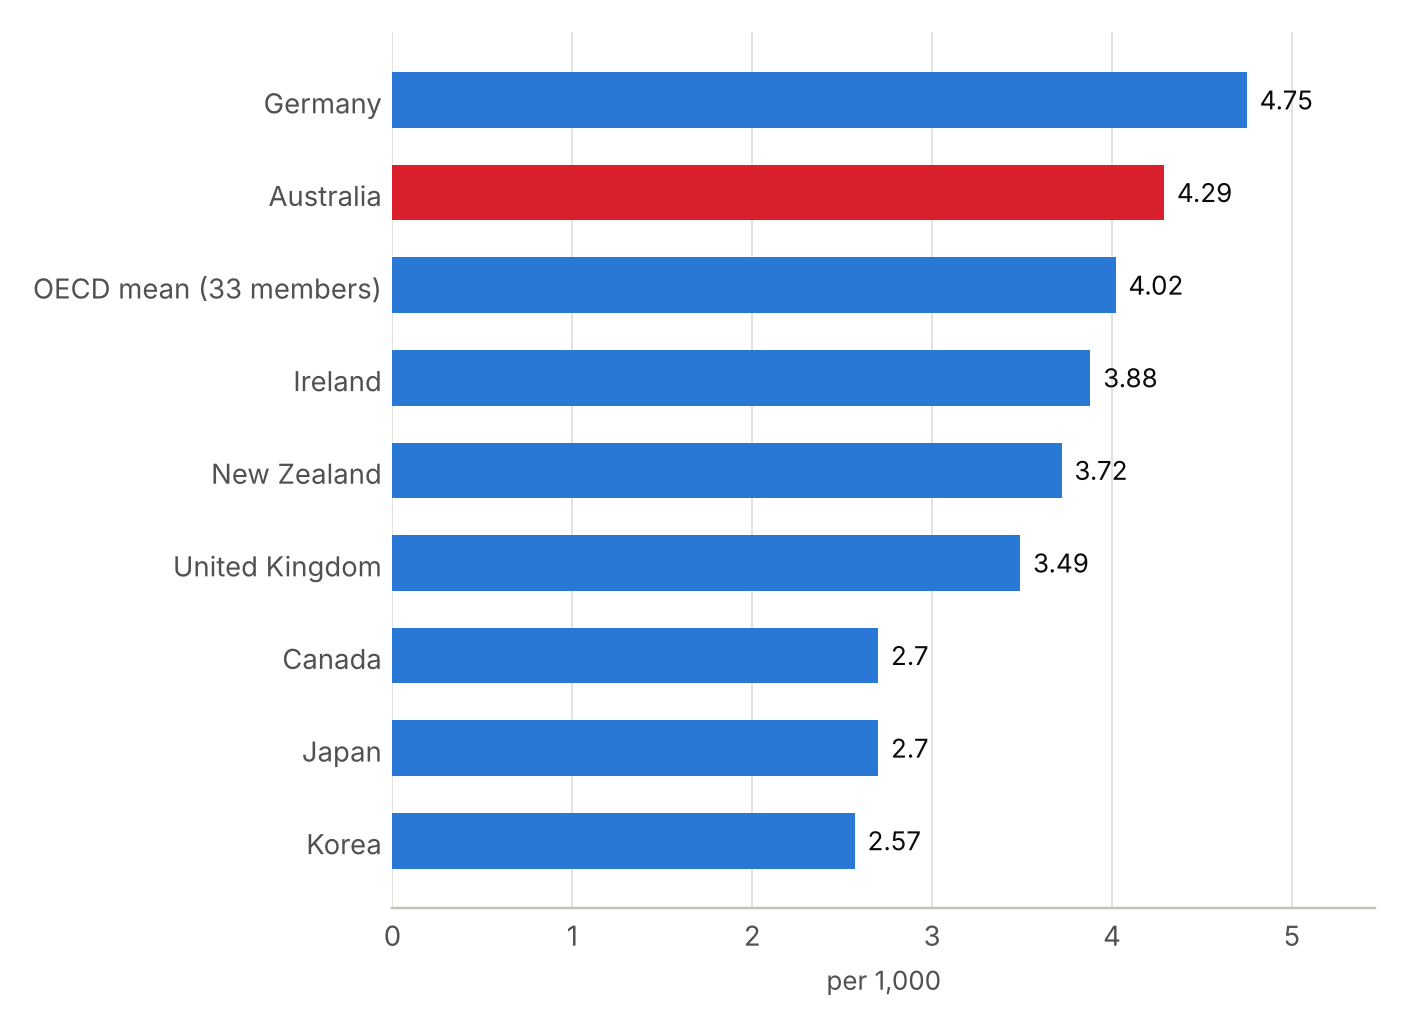 Germany 4.75
Australia 4.29
OECD mean (33 members) 4.02
Ireland 3.88
New Zealand 3.72
United Kingdom 3.49
Canada 2.7
Japan 2.7
Korea 2.57
0 1 2 3 4 5
per 1,000